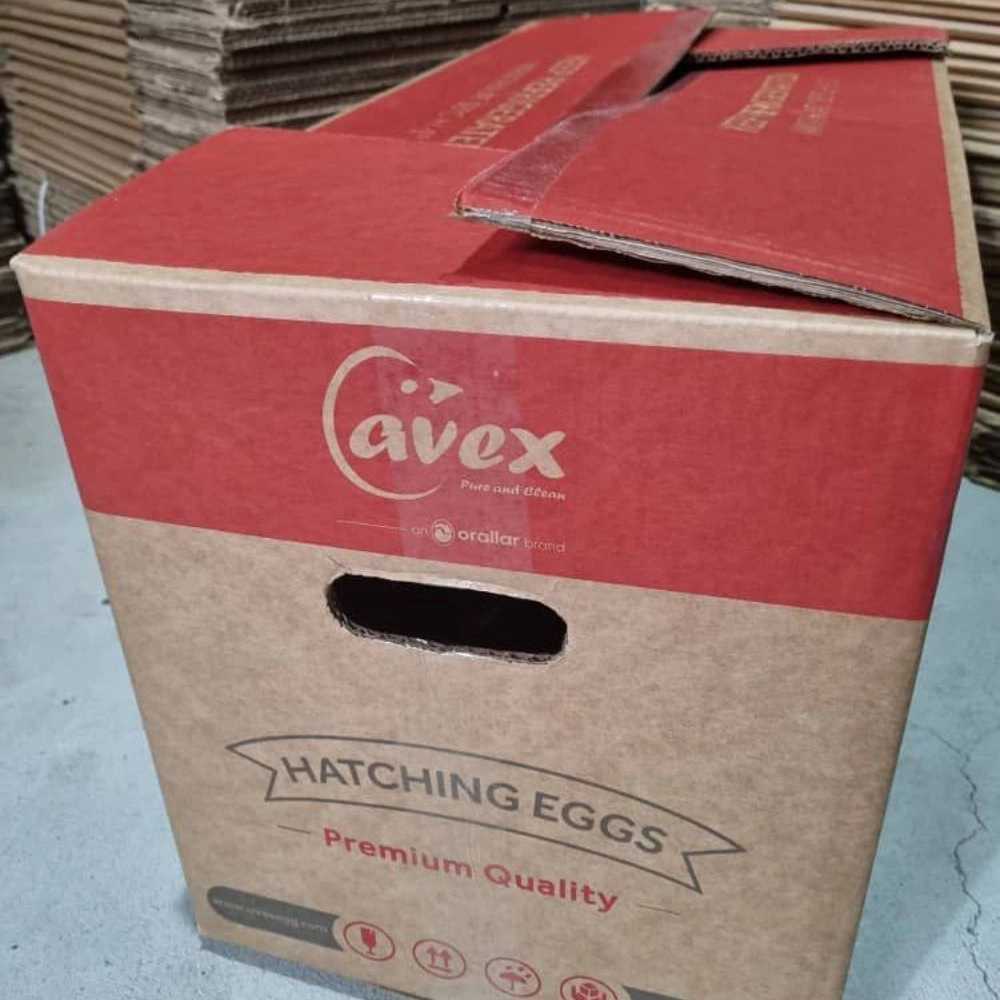 avex
Pure and Clean
an orallar brand
HATCHING EGGS
Premium Quality